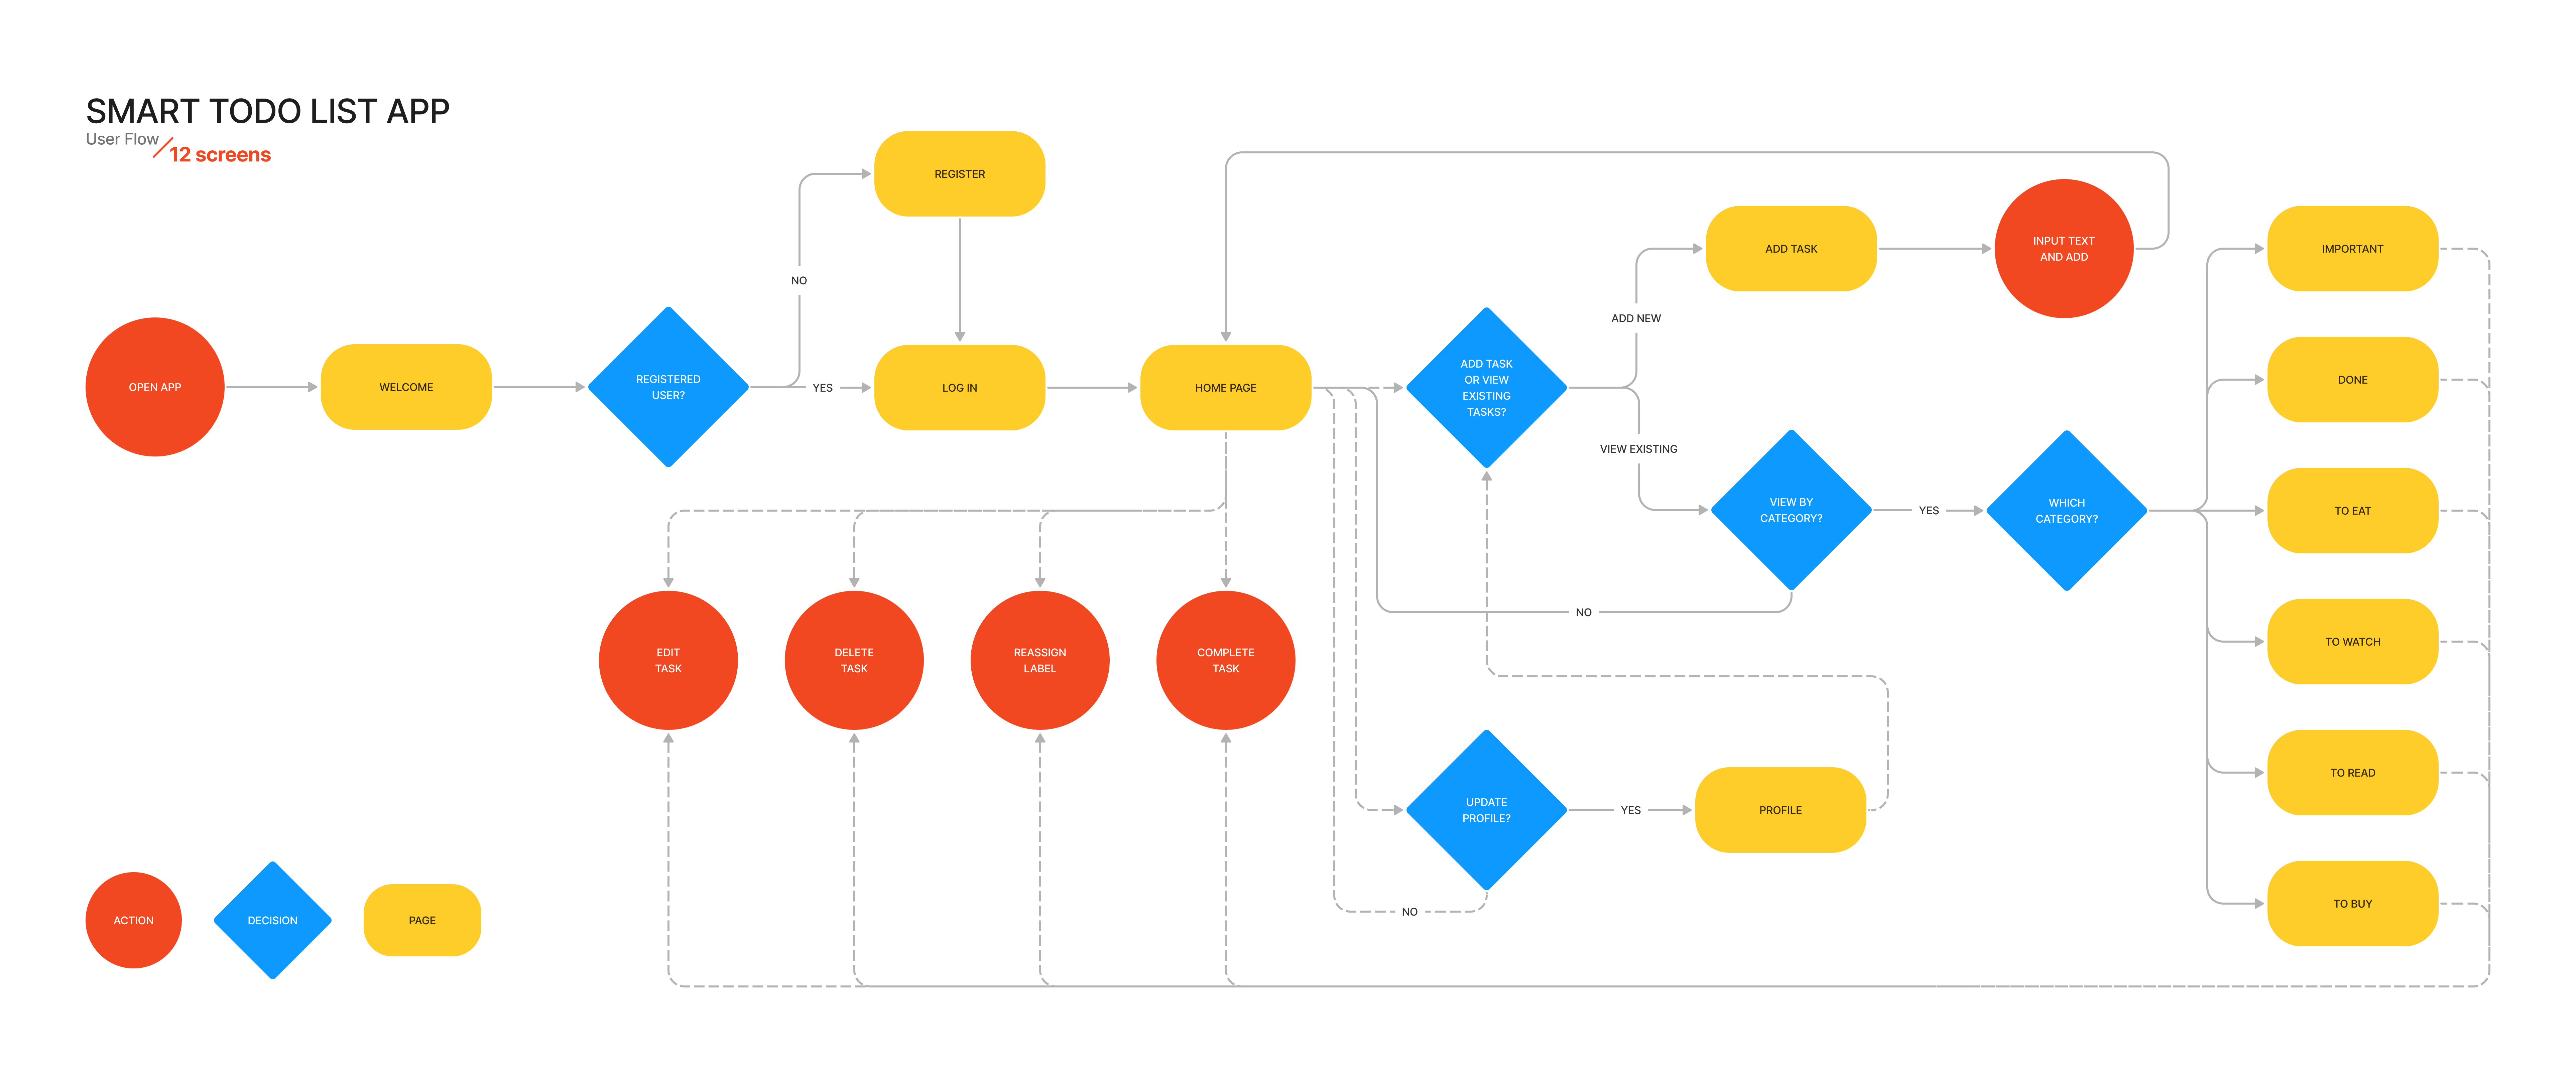 SMART TODO LIST APP
User Flow
12 screens
OPEN APP
WELCOME
REGISTERED
USER?
NO
YES
REGISTER
LOG IN
HOME PAGE
ADD TASK
OR VIEW
EXISTING
TASKS?
ADD NEW
VIEW EXISTING
ADD TASK
INPUT TEXT
AND ADD
VIEW BY
CATEGORY?
NO
YES
WHICH
CATEGORY?
IMPORTANT
DONE
TO EAT
TO WATCH
TO READ
TO BUY
EDIT
TASK
DELETE
TASK
REASSIGN
LABEL
COMPLETE
TASK
UPDATE
PROFILE?
YES
PROFILE
NO
ACTION
DECISION
PAGE